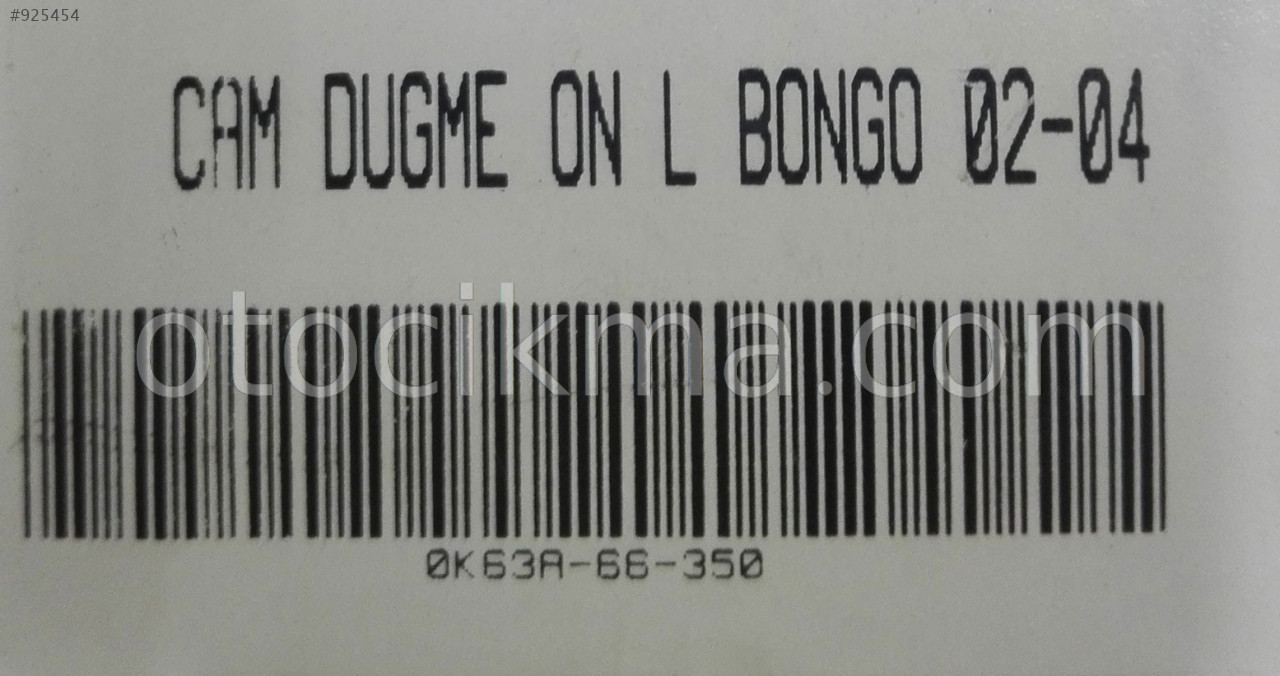 #925454
CAM DUGME ON L BONGO 02-04
otocikma.com
0K63A-66-350